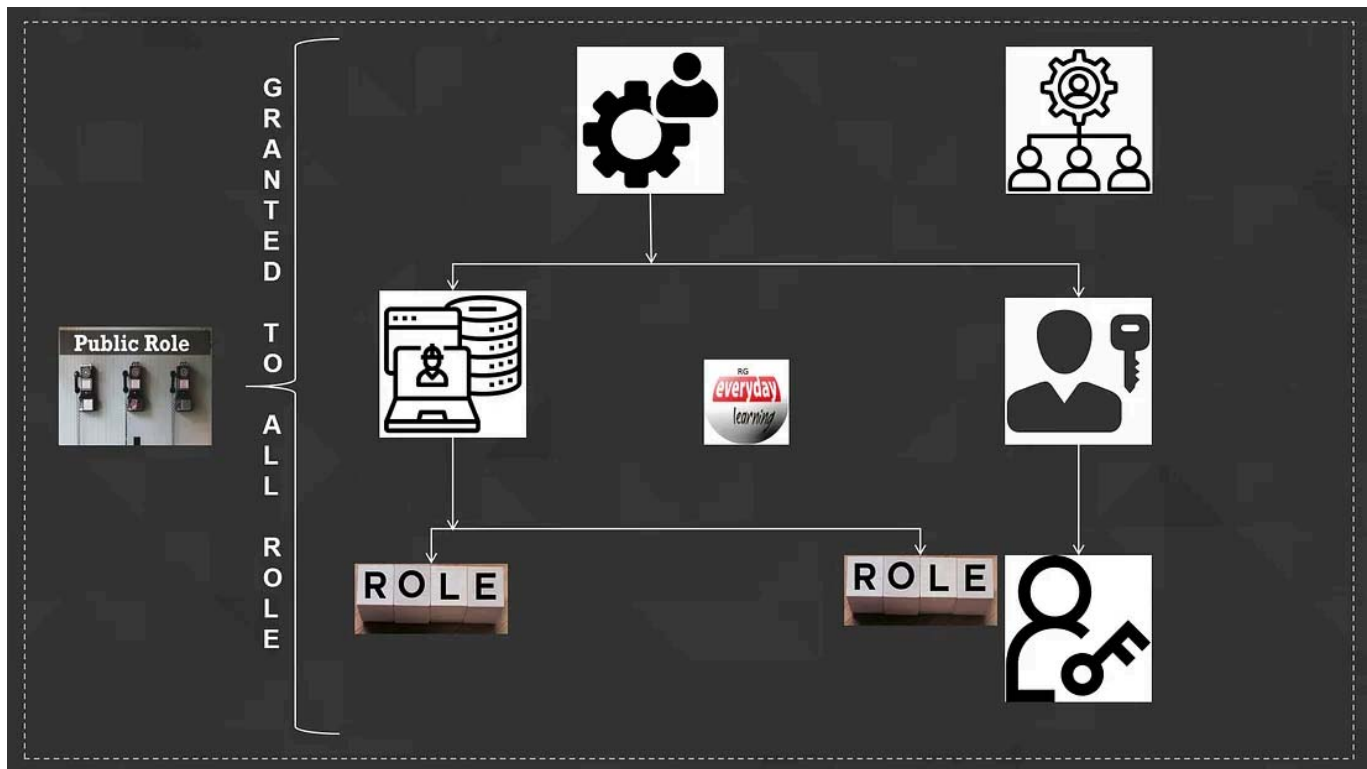 Public Role
GRANTED TO ALL ROLE
RG
everyday
learning
ROLE
ROLE